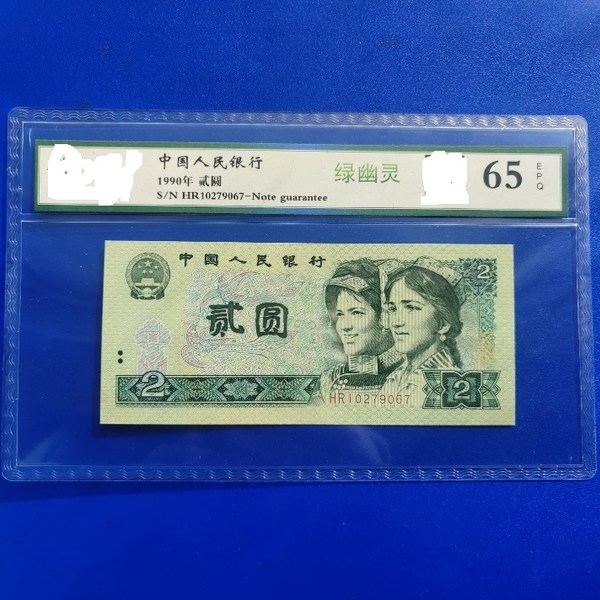 中国人民银行
1990年 贰圆
S/N HR10279067-Note guarantee
绿幽灵
65
EPQ
中国人民银行
2
贰圆
2
HR10279067
2